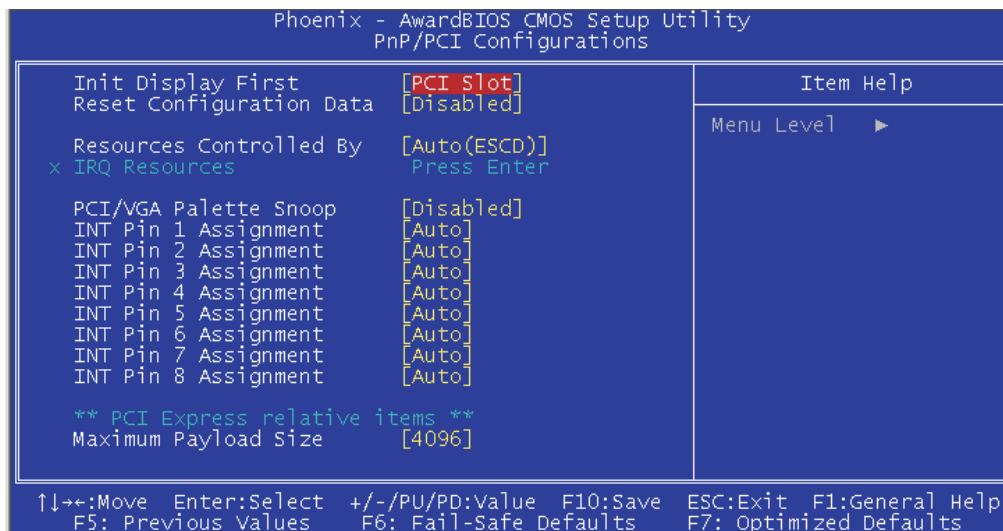 Phoenix - AwardBIOS CMOS Setup Utility
PnP/PCI Configurations
Init Display First [PCI Slot]
Reset Configuration Data [Disabled]
Resources Controlled By [Auto(ESCD)]
x IRQ Resources Press Enter
PCI/VGA Palette Snoop [Disabled]
INT Pin 1 Assignment [Auto]
INT Pin 2 Assignment [Auto]
INT Pin 3 Assignment [Auto]
INT Pin 4 Assignment [Auto]
INT Pin 5 Assignment [Auto]
INT Pin 6 Assignment [Auto]
INT Pin 7 Assignment [Auto]
INT Pin 8 Assignment [Auto]
** PCI Express relative items **
Maximum Payload Size [4096]
Item Help
Menu Level ►
↑↓→←:Move Enter:Select +/-/PU/PD:Value F10:Save ESC:Exit F1:General Help
F5: Previous Values F6: Fail-Safe Defaults F7: Optimized Defaults